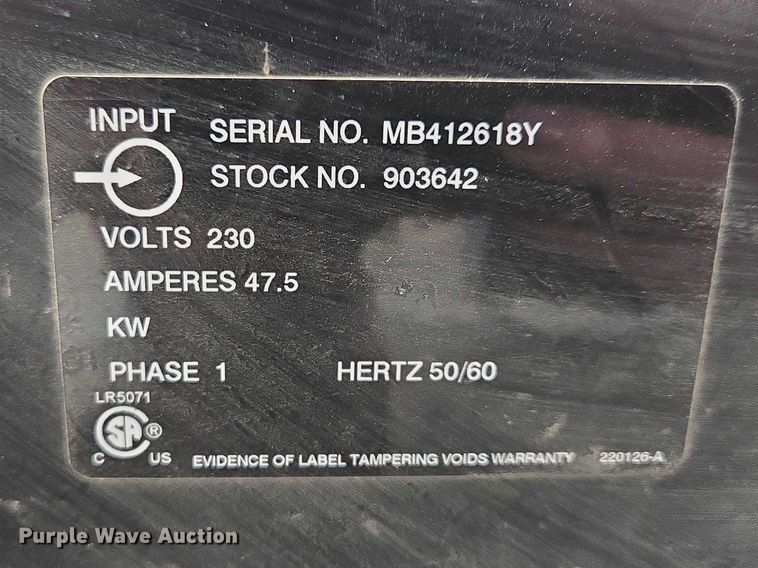 INPUT
SERIAL NO. MB412618Y
STOCK NO. 903642
VOLTS 230
AMPERES 47.5
KW
PHASE 1 HERTZ 50/60
LR5071
SA ®
C US
EVIDENCE OF LABEL TAMPERING VOIDS WARRANTY 220126-A
Purple Wave Auction